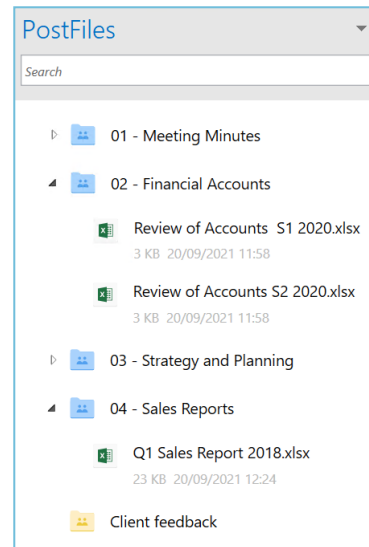 PostFiles
Search
01 - Meeting Minutes
02 - Financial Accounts
Review of Accounts  S1 2020.xlsx
3 KB  20/09/2021 11:58
Review of Accounts S2 2020.xlsx
3 KB  20/09/2021 11:58
03 - Strategy and Planning
04 - Sales Reports
Q1 Sales Report 2018.xlsx
23 KB  20/09/2021 12:24
Client feedback